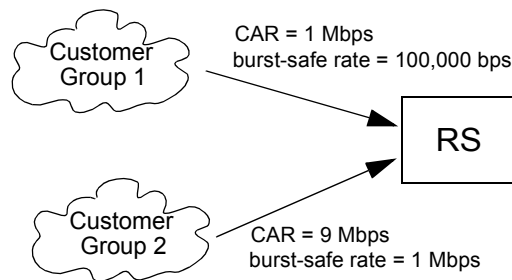 Customer
Group 1
CAR = 1 Mbps
burst-safe rate = 100,000 bps
RS
Customer
Group 2
CAR = 9 Mbps
burst-safe rate = 1 Mbps